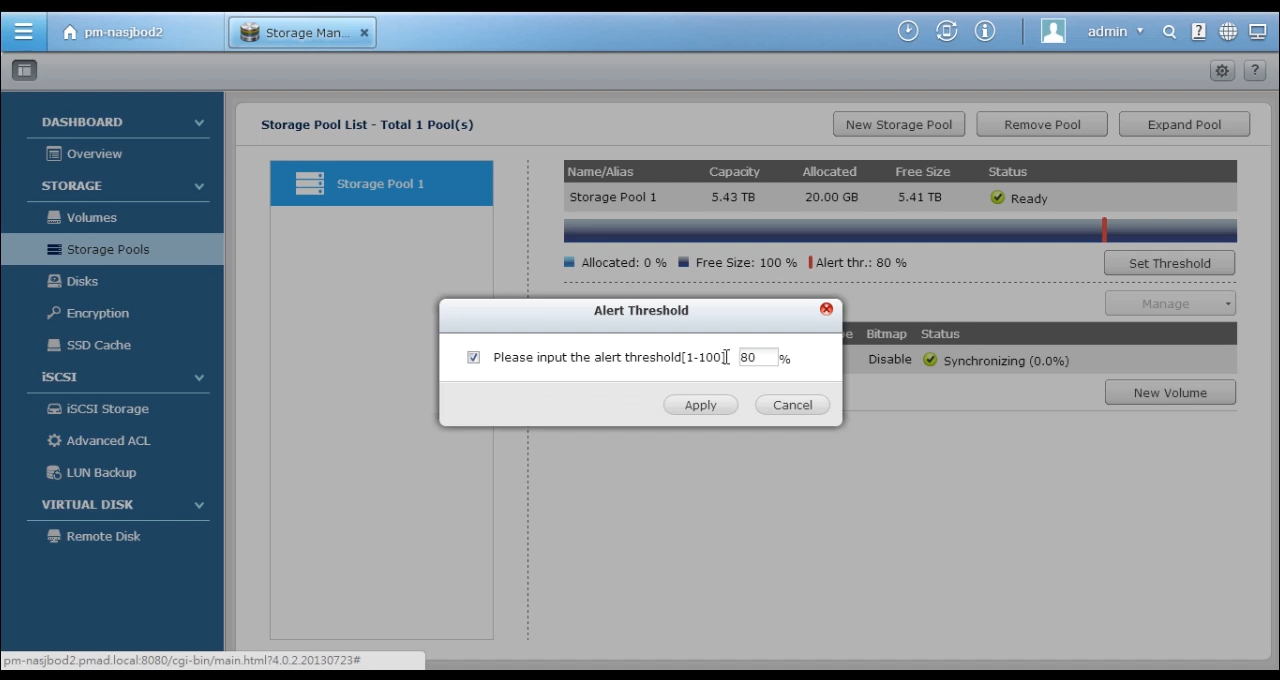 pm-nasjbod2
Storage Man... ×
admin
DASHBOARD
Overview
STORAGE
Volumes
Storage Pools
Disks
Encryption
SSD Cache
iSCSI
iSCSI Storage
Advanced ACL
LUN Backup
VIRTUAL DISK
Remote Disk
Storage Pool List - Total 1 Pool(s)
New Storage Pool
Remove Pool
Expand Pool
Storage Pool 1
Name/Alias Capacity Allocated Free Size Status
Storage Pool 1 5.43 TB 20.00 GB 5.41 TB Ready
Allocated: 0 % Free Size: 100 % Alert thr.: 80 %
Set Threshold
Manage
Bitmap Status
Disable Synchronizing (0.0%)
New Volume
Alert Threshold
Please input the alert threshold[1-100] 80 %
Apply
Cancel
pm-nasjbod2.pmad.local:8080/cgi-bin/main.html?4.0.2.20130723#